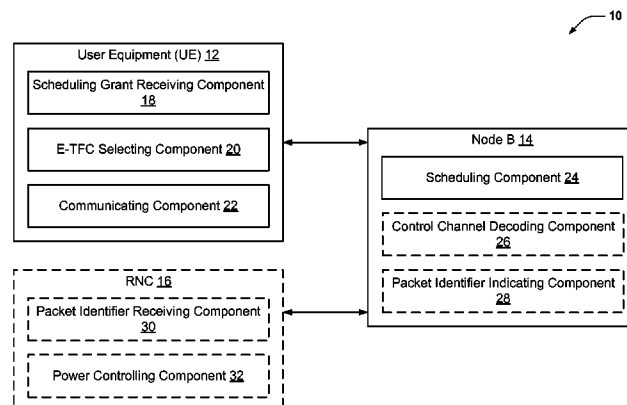 10
User Equipment (UE) 12
Scheduling Grant Receiving Component
18
E-TFC Selecting Component 20
Communicating Component 22
Node B 14
Scheduling Component 24
Control Channel Decoding Component
26
Packet Identifier Indicating Component
28
RNC 16
Packet Identifier Receiving Component
30
Power Controlling Component 32